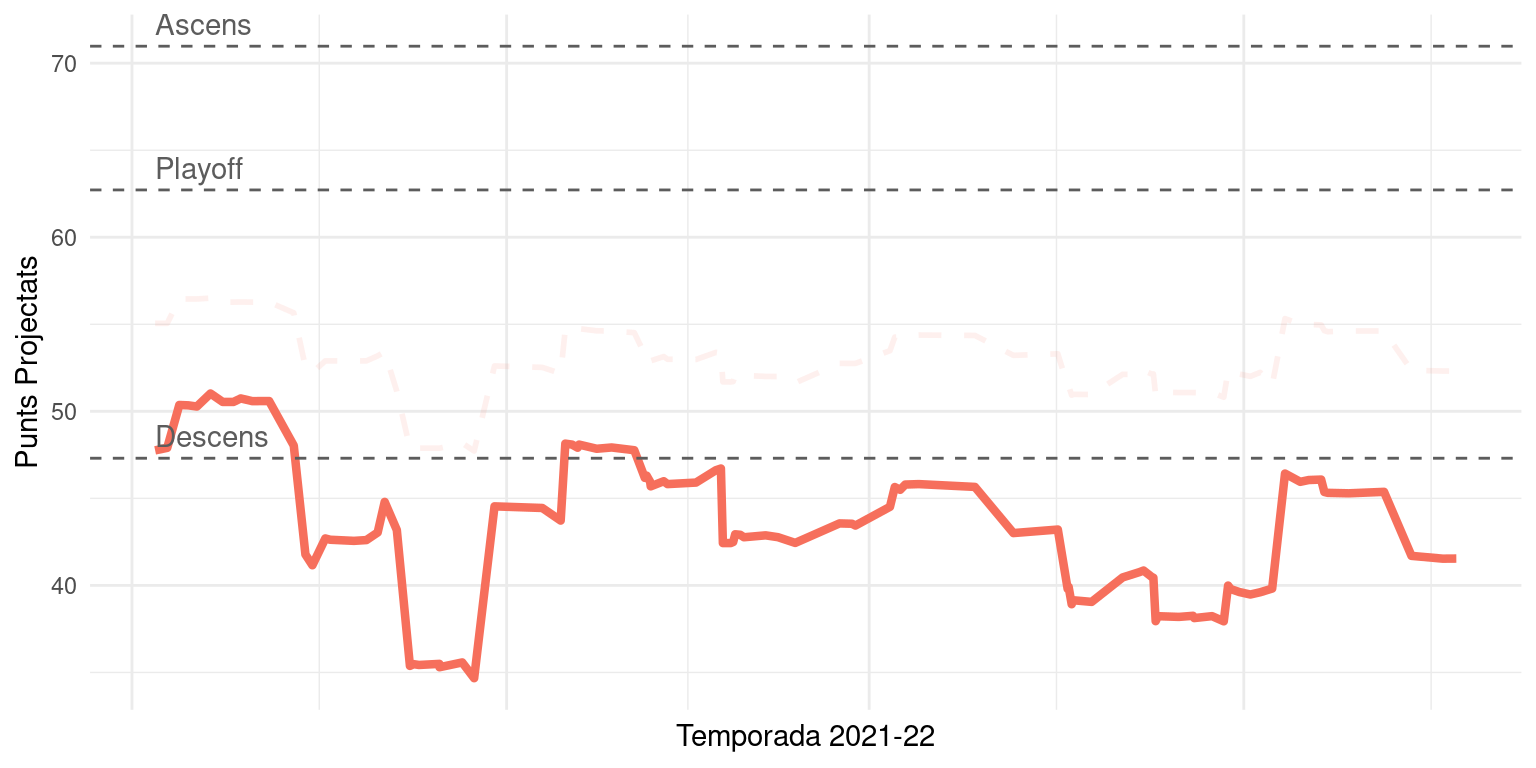 Ascens
70
Playoff
60
50
Descens
40
Punts Projectats
Temporada 2021-22